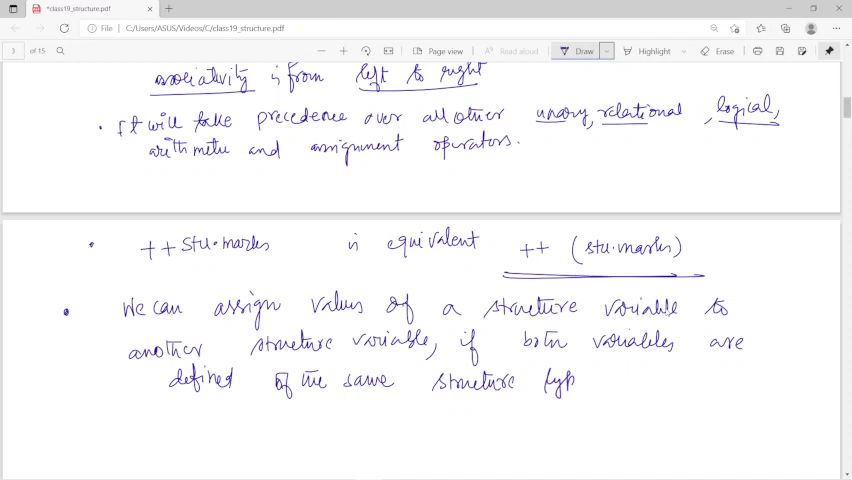 *class19_structure.pdf
File
C:/Users/ASUS/Videos/C/class19_structure.pdf
3 of 15
Page view
Read aloud
Draw
Highlight
Erase
associativity is from left to right
• It will take precedence over all other unary, relational, logical,
arithmetic and assignment operators.
• ++stu.marks is equivalent ++ (stu.marks)
• We can assign values of a structure variable to
another structure variable, if both variables are
defined of the same structure typ